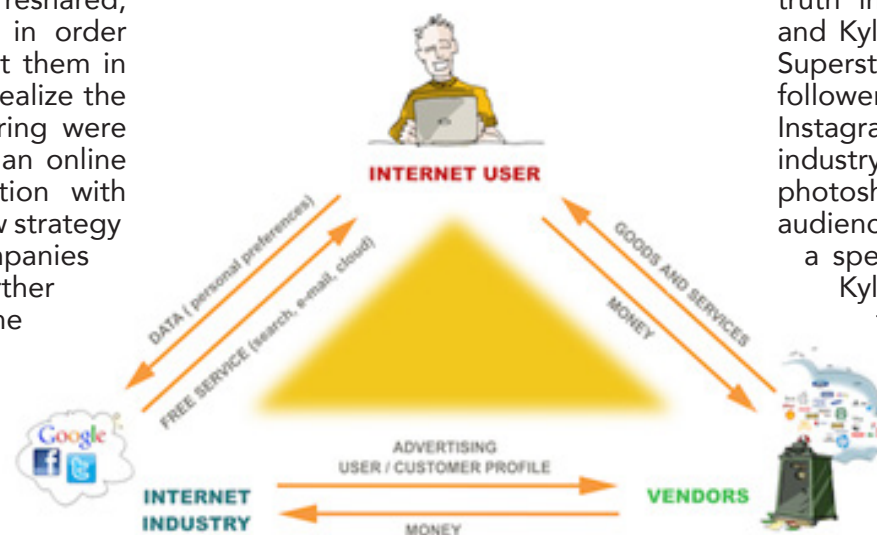 reshared,
in order
t them in
ealize the
ring were
an online
tion with
w strategy
mpanies
rther
ne
truth in
and Kyl
Superst
follower
Instagra
industry
photosh
audienc
a spe
Kyl
INTERNET USER
DATA ( personal preferences)
FREE SERVICE (search, e-mail, cloud)
GOODS AND SERVICES
MONEY
Google
f
ADVERTISING
USER / CUSTOMER PROFILE
INTERNET
INDUSTRY
VENDORS
MONEY